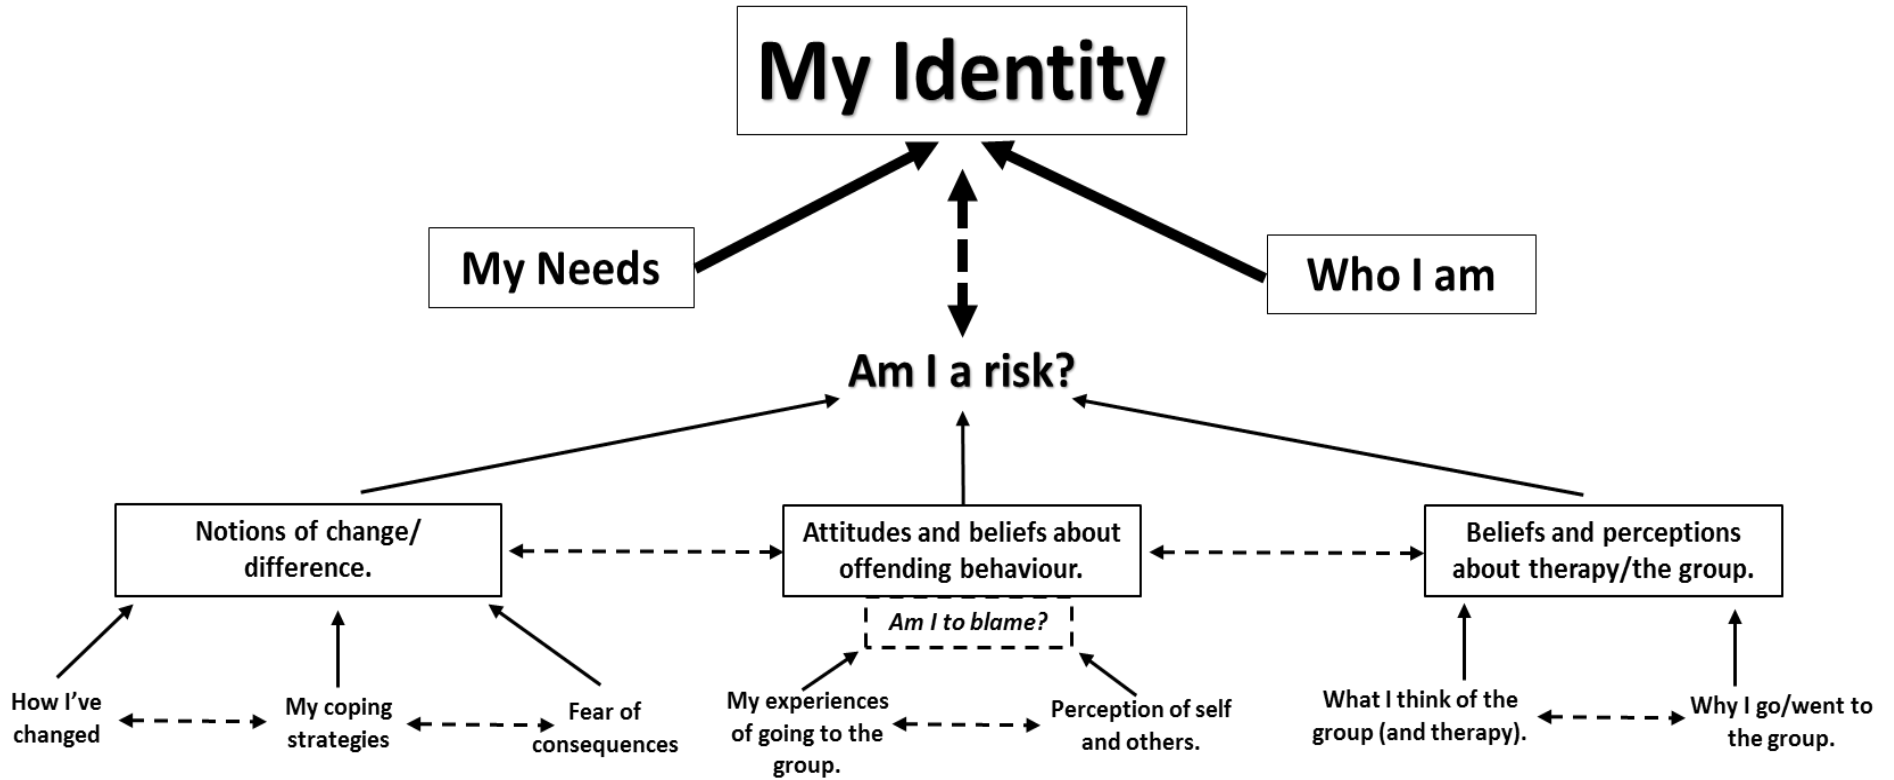 My Identity
My Needs
Who I am
Am I a risk?
Notions of change/
difference.
Attitudes and beliefs about
offending behaviour.
Beliefs and perceptions
about therapy/the group.
Am I to blame?
How I've
changed
My coping
strategies
Fear of
consequences
My experiences
of going to the
group.
Perception of self
and others.
What I think of the
group (and therapy).
Why I go/went to
the group.